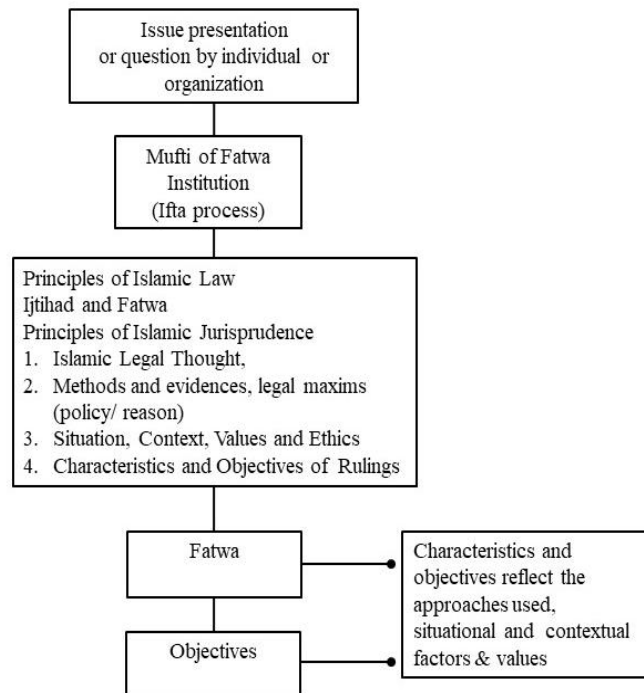 Issue presentation
or question by individual or
organization
Mufti of Fatwa
Institution
(Ifta process)
Principles of Islamic Law
Ijtihad and Fatwa
Principles of Islamic Jurisprudence
1. Islamic Legal Thought,
2. Methods and evidences, legal maxims
(policy/ reason)
3. Situation, Context, Values and Ethics
4. Characteristics and Objectives of Rulings
Fatwa
Characteristics and
objectives reflect the
approaches used,
situational and contextual
factors & values
Objectives